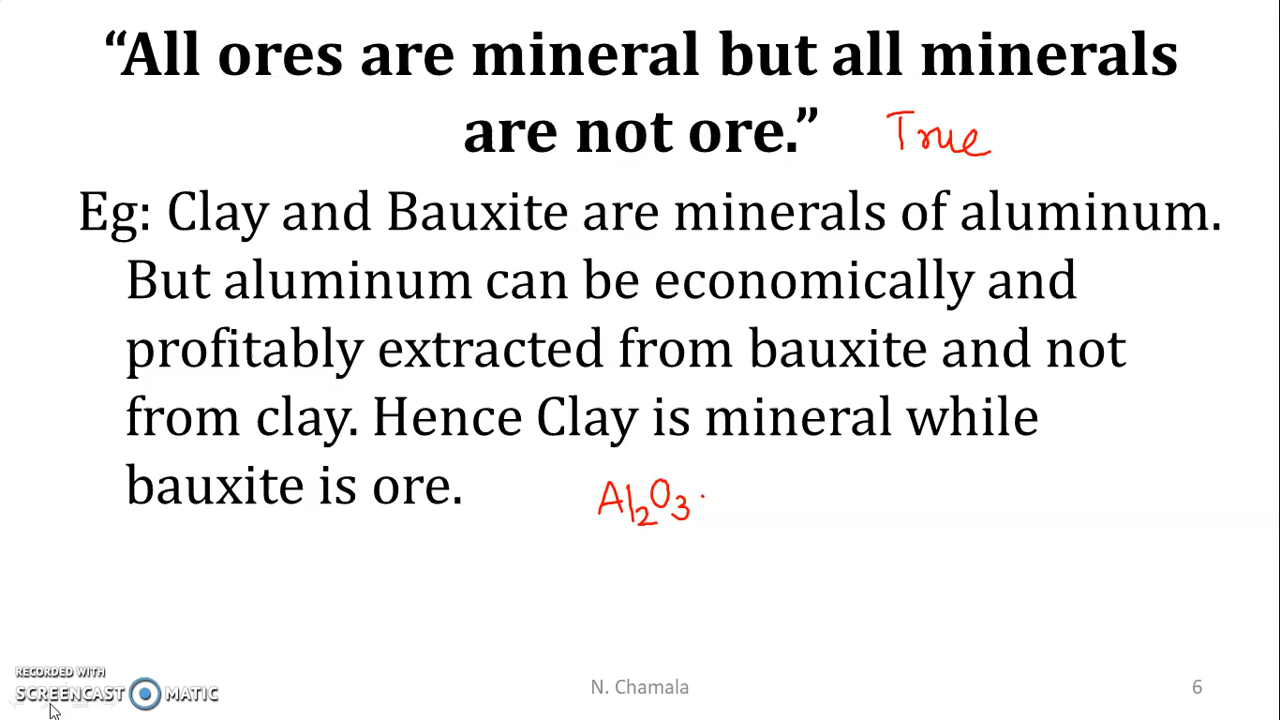 “All ores are mineral but all minerals
are not ore.” True
Eg: Clay and Bauxite are minerals of aluminum.
But aluminum can be economically and
profitably extracted from bauxite and not
from clay. Hence Clay is mineral while
bauxite is ore. Al₂O₃ ·
RECORDED WITH
SCREENCAST MATIC
N. Chamala
6